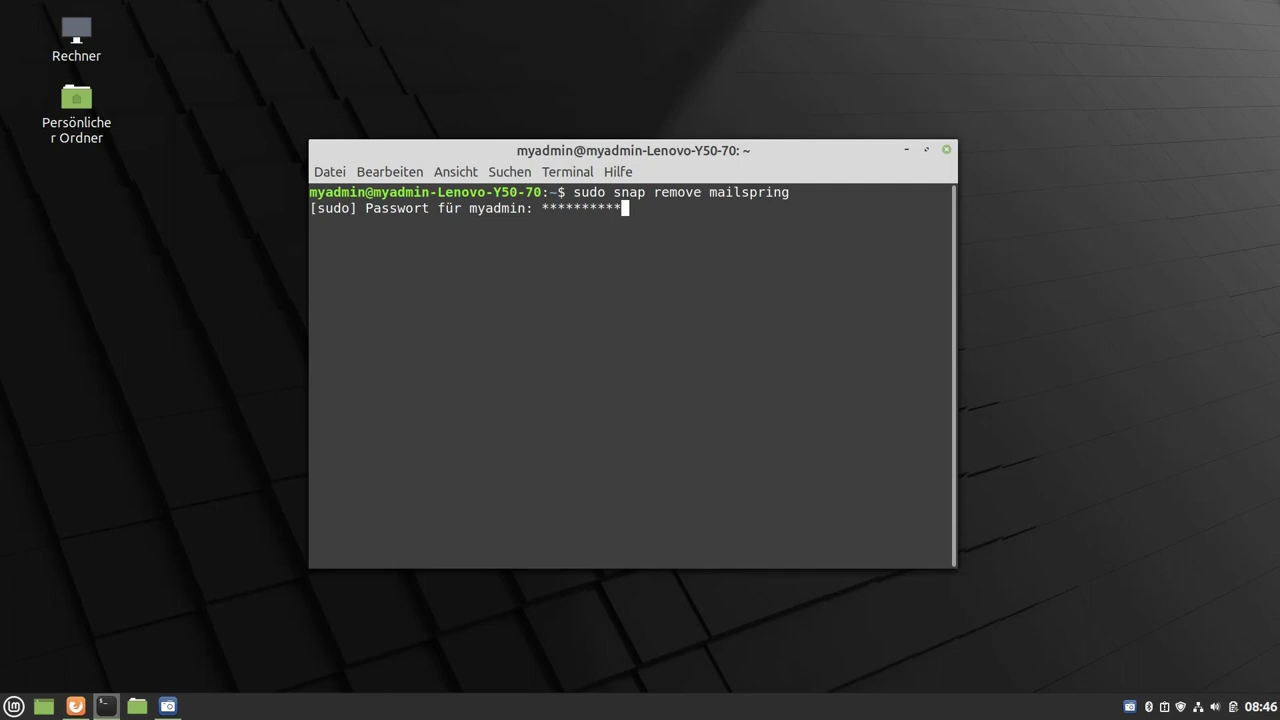 Rechner
Persönliche
r Ordner
myadmin@myadmin-Lenovo-Y50-70: ~
Datei Bearbeiten Ansicht Suchen Terminal Hilfe
myadmin@myadmin-Lenovo-Y50-70:~$ sudo snap remove mailspring
[sudo] Passwort für myadmin: **********
08:46